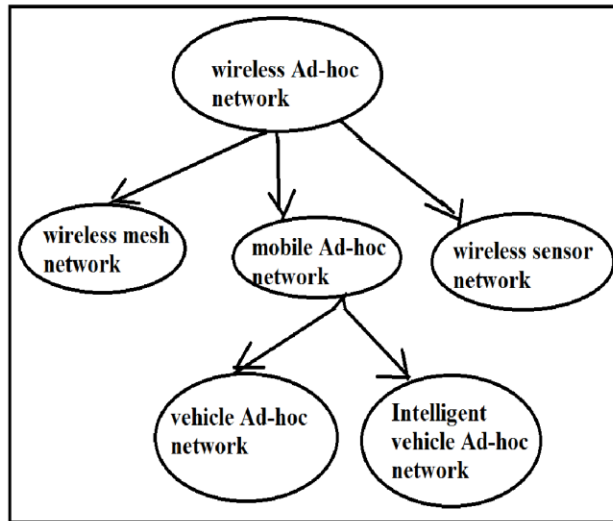 wireless Ad-hoc
network
wireless mesh
network
mobile Ad-hoc
network
wireless sensor
network
vehicle Ad-hoc
network
Intelligent
vehicle Ad-hoc
network